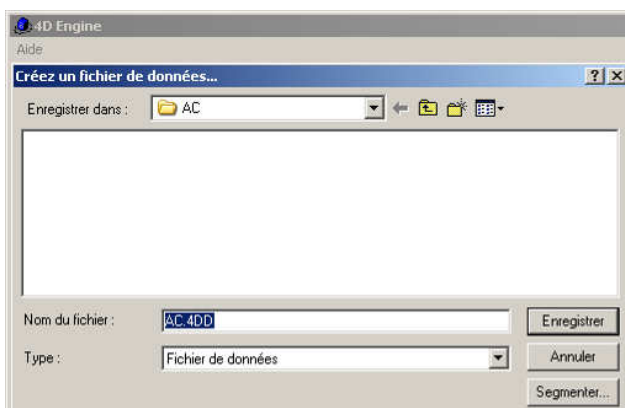 4D Engine
Aide
Créez un fichier de données...
Enregistrer dans :
AC
Nom du fichier :
AC.4DD
Enregistrer
Type :
Fichier de données
Annuler
Segmenter...